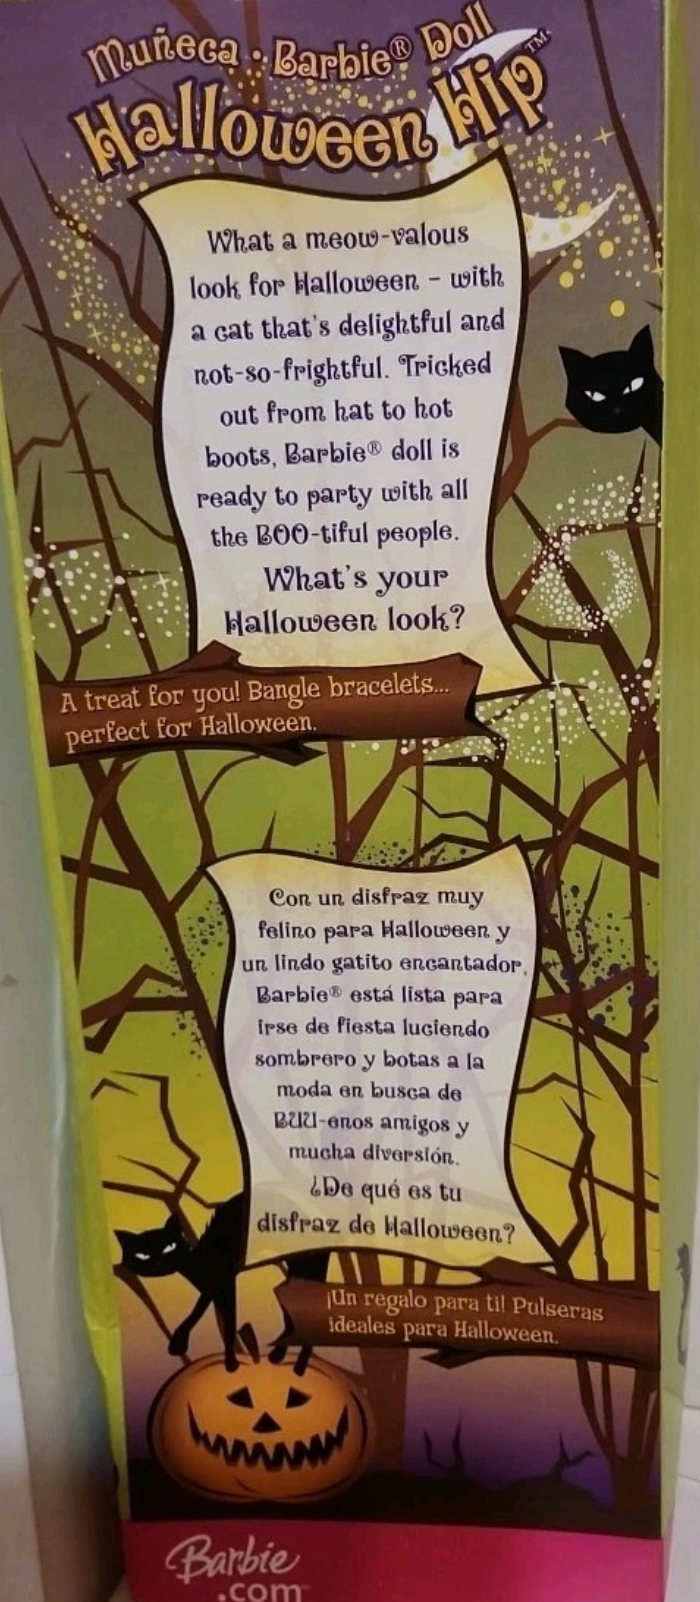 Muñeca · Barbie® Doll
Halloween Hip™
What a meow-valous
look for Halloween – with
a cat that's delightful and
not-so-frightful. Tricked
out from hat to hot
boots, Barbie® doll is
ready to party with all
the BOO-tiful people.
What's your
Halloween look?
A treat for you! Bangle bracelets...
perfect for Halloween.
Con un disfraz muy
felino para Halloween y
un lindo gatito encantador,
Barbie® está lista para
irse de fiesta luciendo
sombrero y botas a la
moda en busca de
BUU-enos amigos y
mucha diversión.
¿De qué es tu
disfraz de Halloween?
¡Un regalo para ti! Pulseras
ideales para Halloween.
Barbie
.com